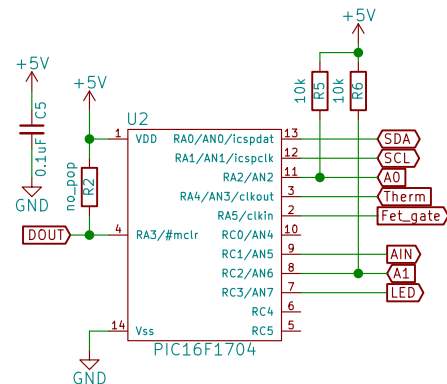 +5V
+5V
+5V
C5
0.1uF
GND
no_pop
R2
10k
R5
10k
R6
U2
1 VDD RA0/AN0/icspdat 13 SDA
RA1/AN1/icspclk 12 SCL
RA2/AN2 11 A0
RA4/AN3/clkout 3 Therm
RA5/clkin 2 Fet_gate
DOUT 4 RA3/#mclr RC0/AN4 10
RC1/AN5 9 AIN
RC2/AN6 8 A1
RC3/AN7 7 LED
RC4 6
14 Vss RC5 5
PIC16F1704
GND